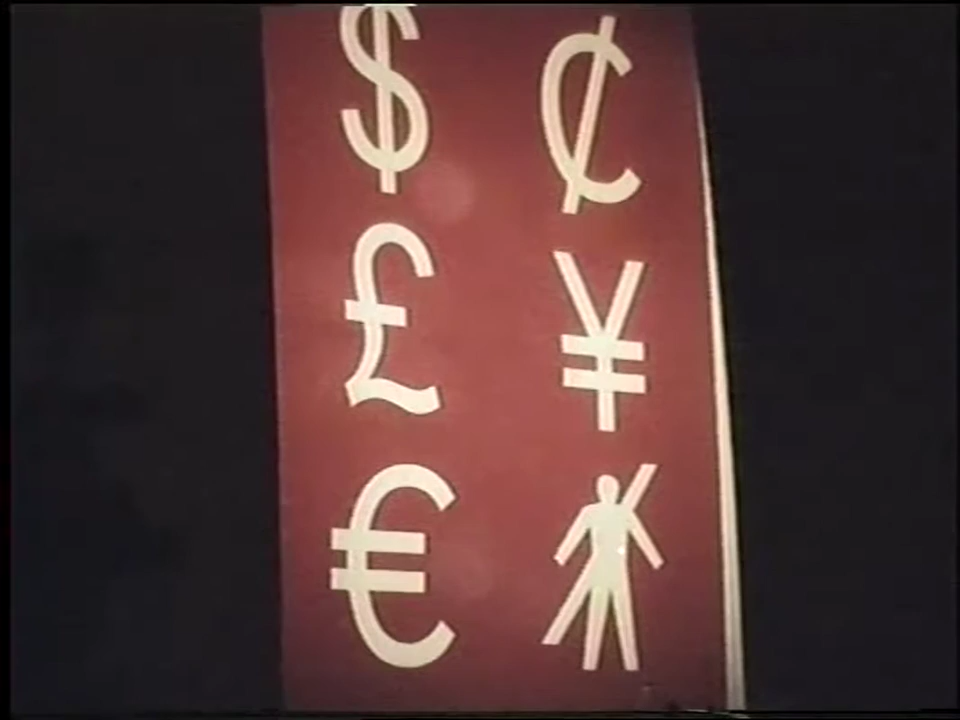 $ ¢
£ ¥
€